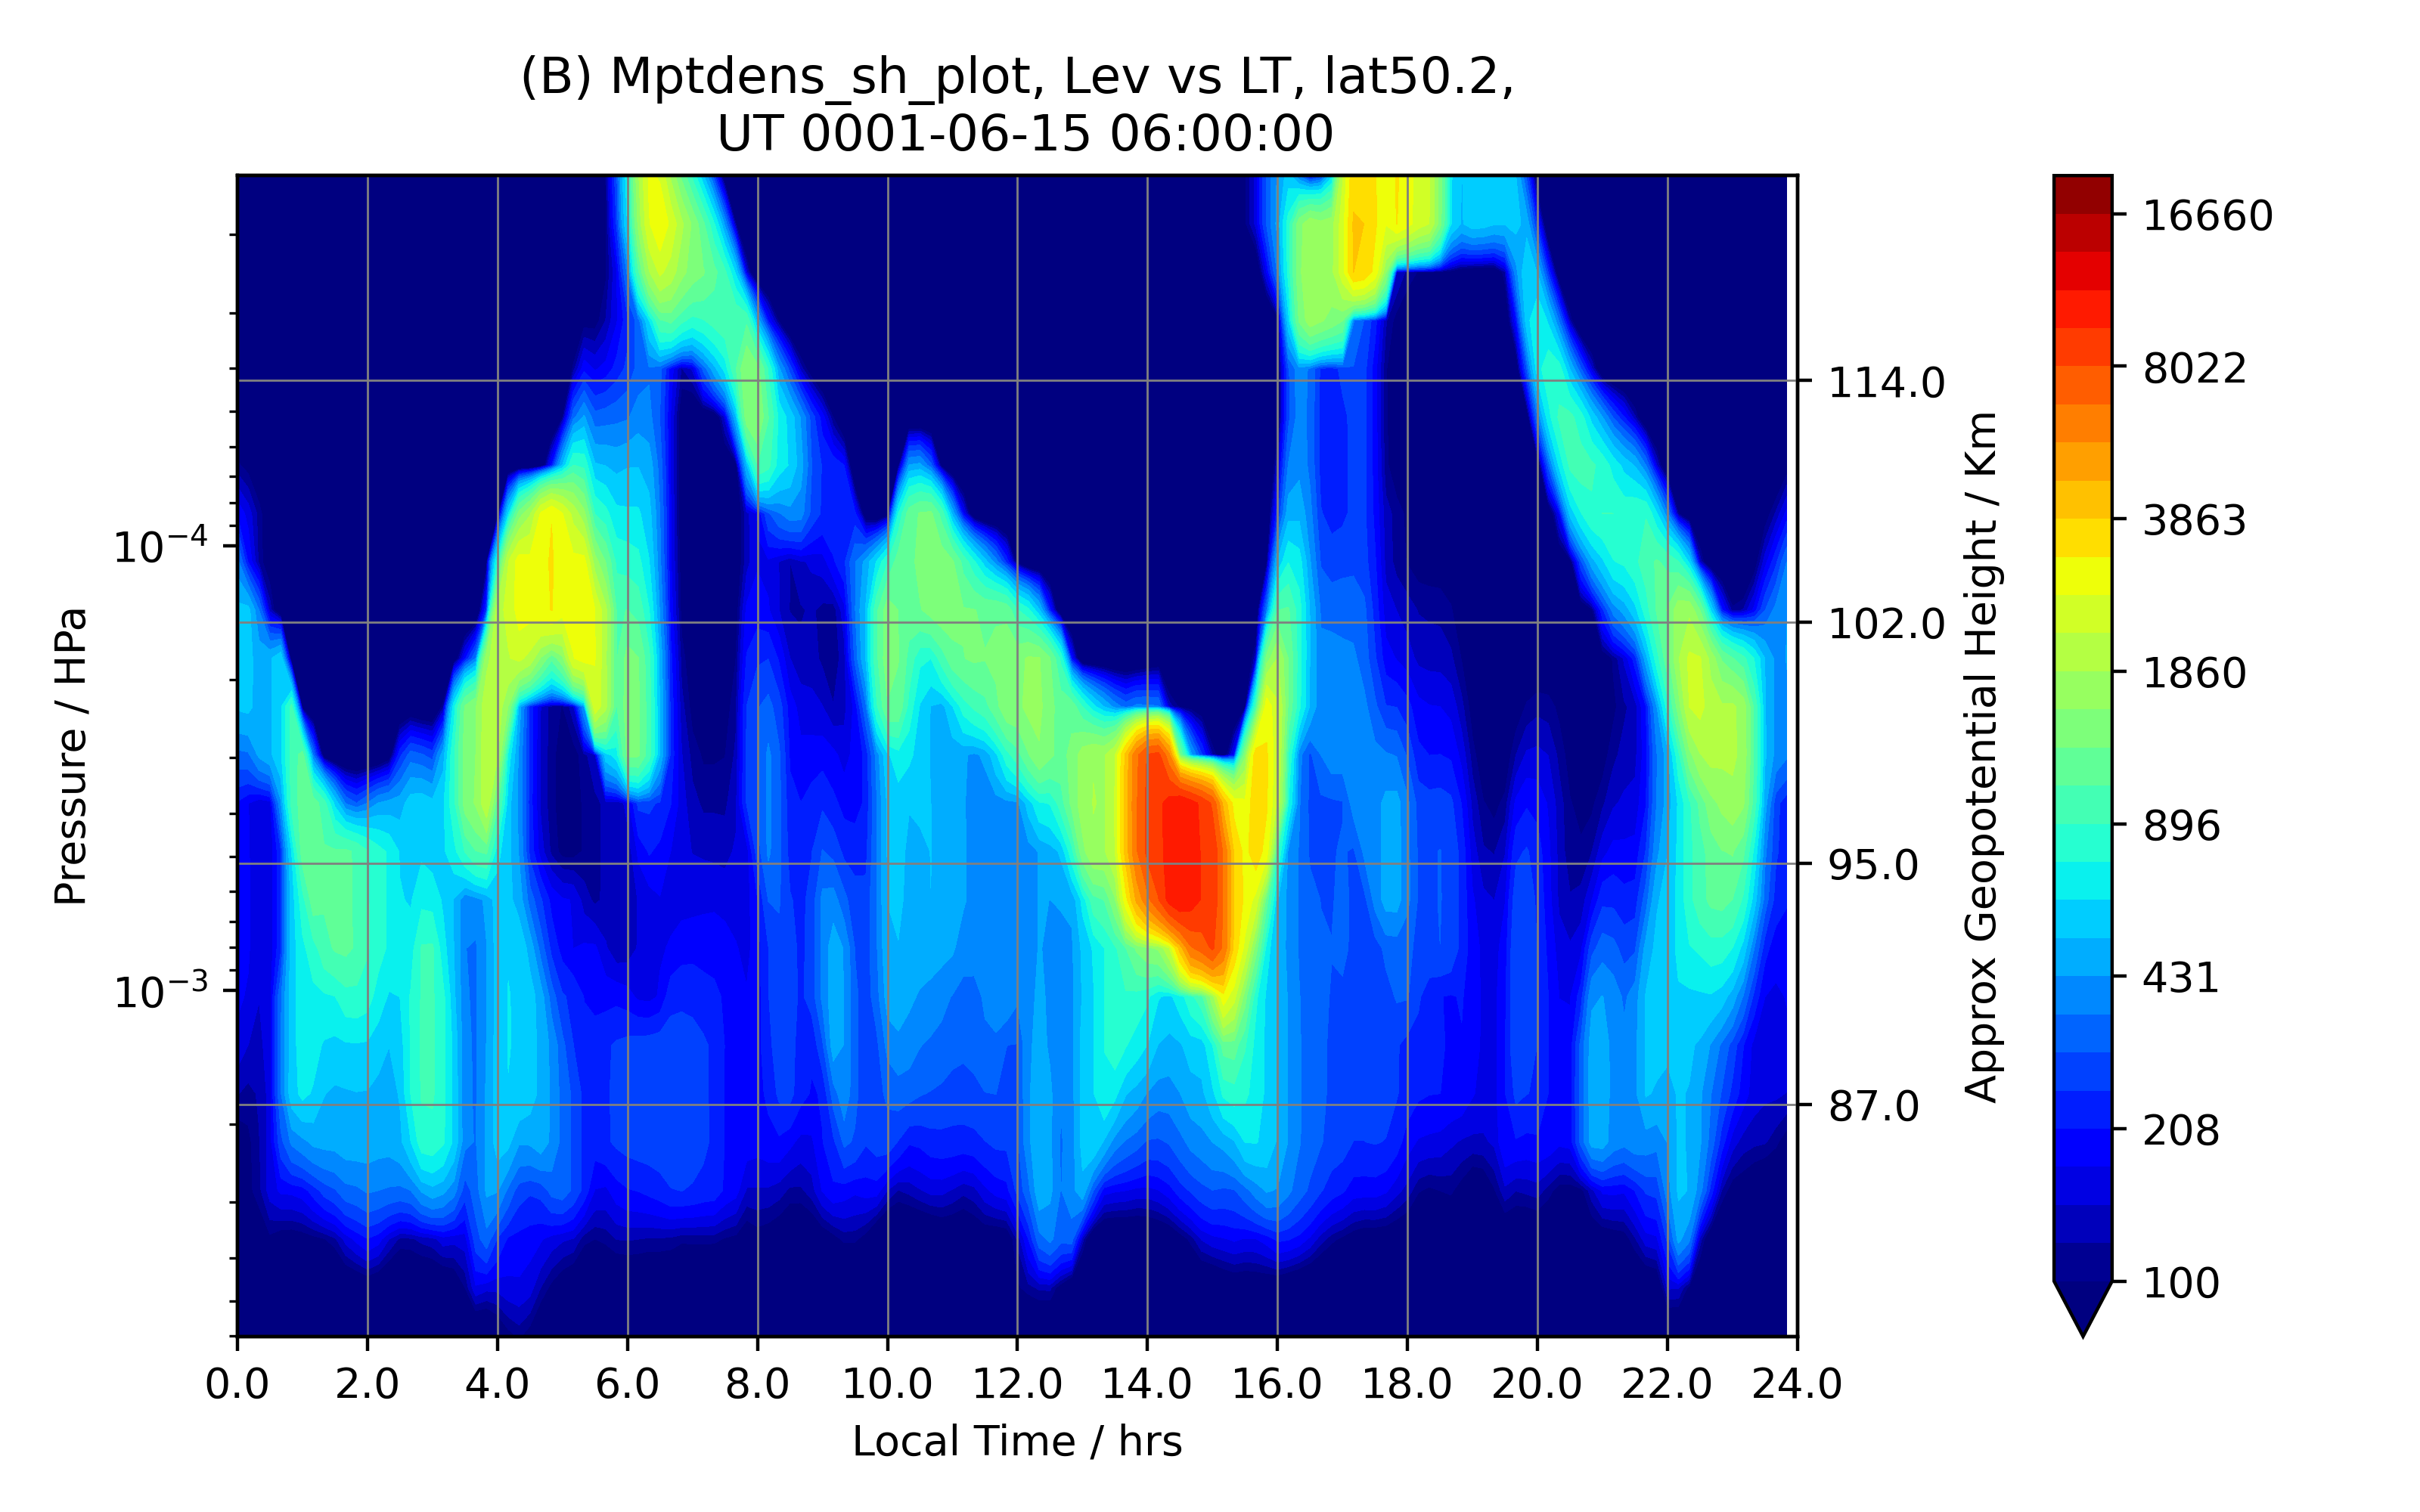 (B) Mptdens_sh_plot, Lev vs LT, lat50.2,
UT 0001-06-15 06:00:00
Pressure / HPa
10⁻⁴
10⁻³
0.0 2.0 4.0 6.0 8.0 10.0 12.0 14.0 16.0 18.0 20.0 22.0 24.0
Local Time / hrs
114.0
102.0
95.0
87.0
Approx Geopotential Height / Km
16660
8022
3863
1860
896
431
208
100